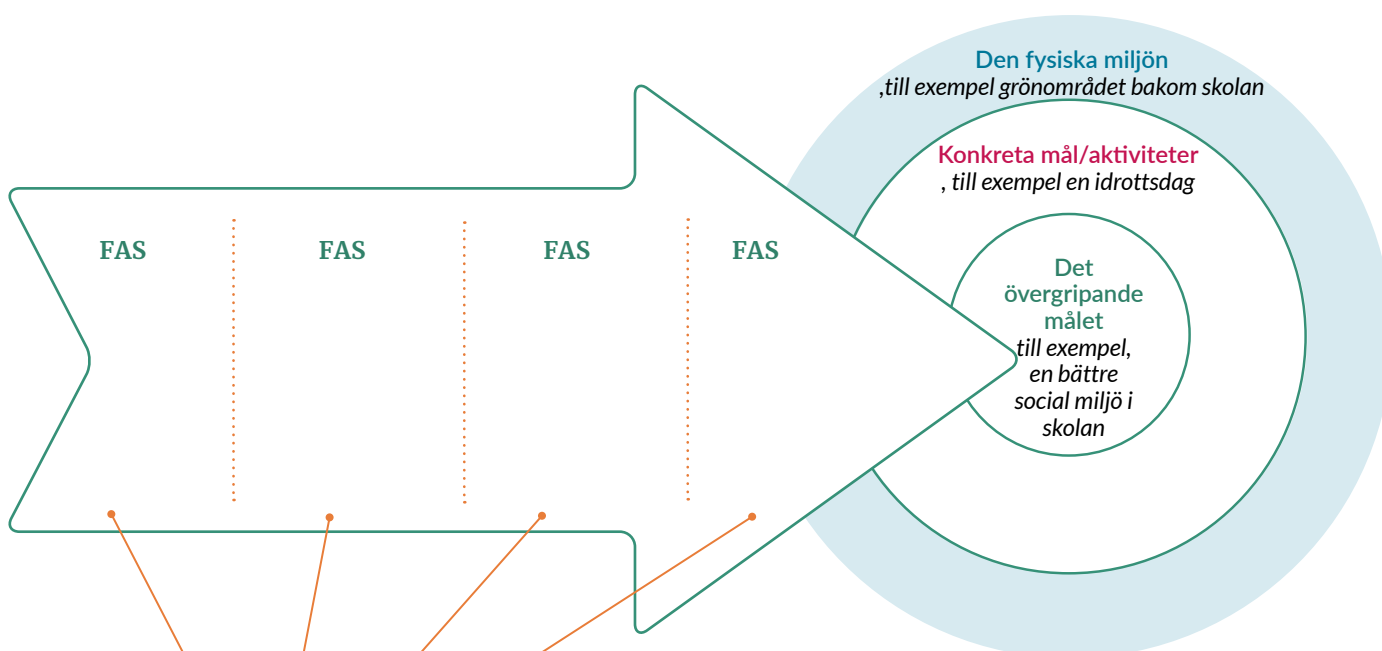 Den fysiska miljön
,till exempel grönområdet bakom skolan
Konkreta mål/aktiviteter
, till exempel en idrottsdag
FAS
FAS
FAS
FAS
Det
övergripande
målet
till exempel,
en bättre
social miljö i
skolan